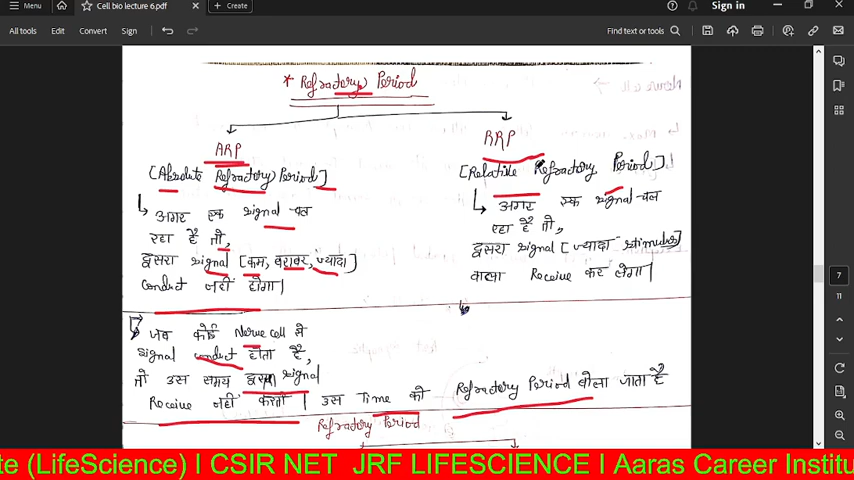 Menu
Cell bio lecture 6.pdf
Create
Sign in
All tools
Edit
Convert
Sign
Find text or tools
* Refractory Period
ARP
RRP
[Absolute Refractory Period]
[Relatile Refractory Period]
अगर एक signal चल
रहा है तो,
दूसरा signal [कम, बराबर, ज्यादा]
conduct नहीं होगा|
अगर एक signal चल
रहा है तो,
दूसरा signal [ज्यादा stimulus]
वाला Receive कर लेगा|
जब कोई Nerve cell में
signal conduct होता है,
तो उस समय दूसरा signal
Receive नहीं करता| उस Time को Refractory Period बोला जाता है
Refractory Period
7
11
te (LifeScience) I CSIR NET JRF LIFESCIENCE I Aaras Career Institu